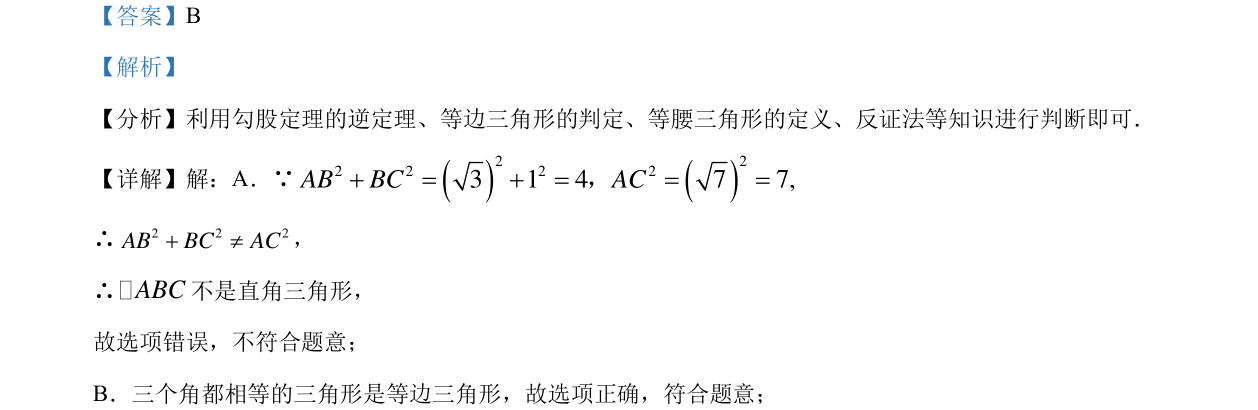 【答案】B
【解析】
【分析】利用勾股定理的逆定理、等边三角形的判定、等腰三角形的定义、反证法等知识进行判断即可．
【详解】解：A．∵ AB² + BC² = (√3)² + 1² = 4，AC² = (√7)² = 7,
∴ AB² + BC² ≠ AC²，
∴□ABC 不是直角三角形，
故选项错误，不符合题意；
B．三个角都相等的三角形是等边三角形，故选项正确，符合题意；